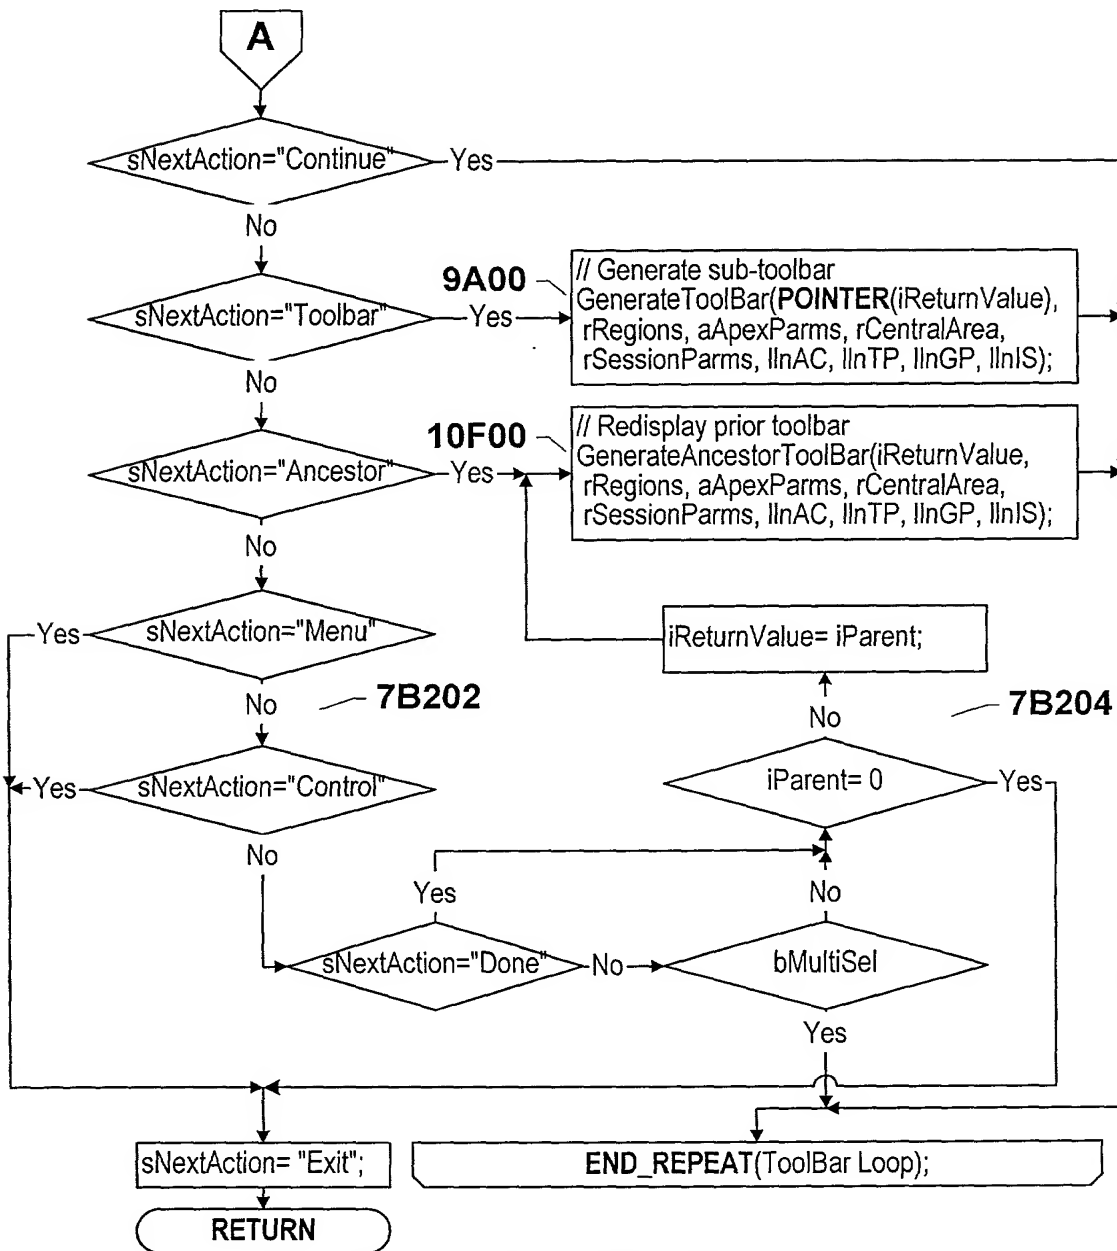 A
sNextAction="Continue"
Yes
No
9A00
// Generate sub-toolbar
GenerateToolBar(POINTER(iReturnValue),
rRegions, aApexParms, rCentralArea,
rSessionParms, llnAC, llnTP, llnGP, llnIS);
sNextAction="Toolbar"
Yes
No
10F00
// Redisplay prior toolbar
GenerateAncestorToolBar(iReturnValue,
rRegions, aApexParms, rCentralArea,
rSessionParms, llnAC, llnTP, llnGP, llnIS);
sNextAction="Ancestor"
Yes
No
Yes
sNextAction="Menu"
iReturnValue= iParent;
No
7B202
7B204
No
Yes
sNextAction="Control"
iParent= 0
Yes
No
Yes
No
sNextAction="Done"
No
bMultiSel
Yes
sNextAction= "Exit";
END_REPEAT(ToolBar Loop);
RETURN